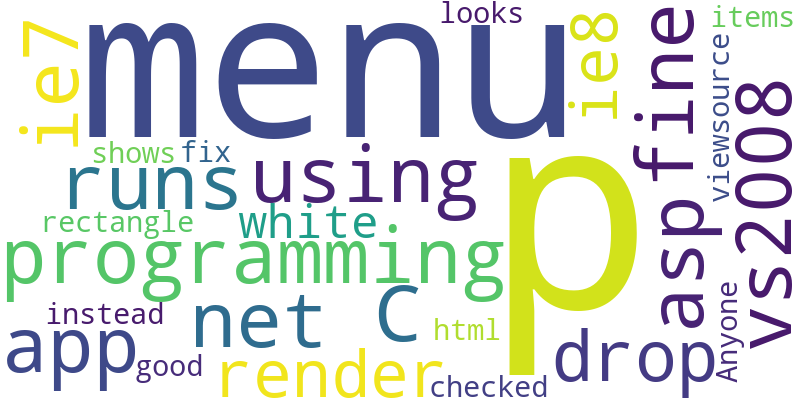 looks
items
ie7
menu
ie8
fine
viewsource
vs2008
shows
fix
runs
using
p
asp
rectangle
white
programming
instead
net
C
html
drop
Anyone
app
good
render
checked